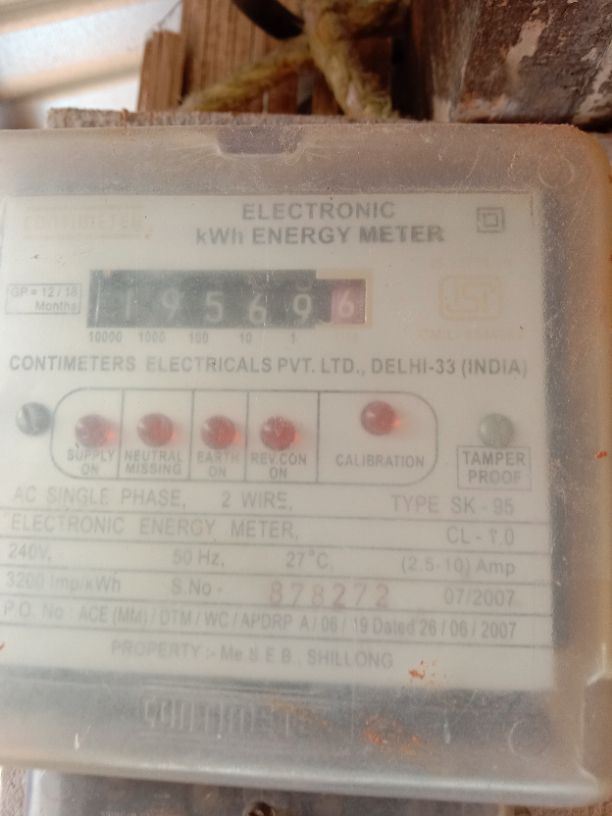 CONTIMETER
ELECTRONIC
kWh ENERGY METER
GP = 12 / 18
Months
1 9 5 6 9 6
10000 1000 100 10 1
CONTIMETERS ELECTRICALS PVT. LTD., DELHI-33 (INDIA)
SUPPLY ON
NEUTRAL MISSING
EARTH ON
REV.CON ON
CALIBRATION
TAMPER PROOF
AC SINGLE PHASE, 2 WIRE, TYPE SK - 95
ELECTRONIC ENERGY METER, CL - 1.0
240V, 50 Hz, 27°C, (2.5-10) Amp
3200 Imp/kWh S.No - 878272 07/2007
P.O. No : ACE (MM) / DTM / WC / APDRP A / 06 / 19 Dated 26 / 06 / 2007
PROPERTY :- Me S E B., SHILLONG